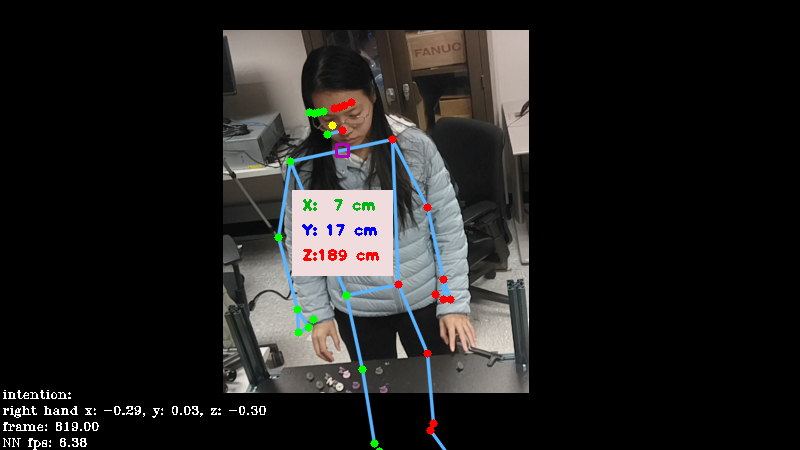 FANUC
X: 7 cm
Y: 17 cm
Z:189 cm
intention:
right hand x: -0.29, y: 0.03, z: -0.30
frame: 819.00
NN fps: 6.38